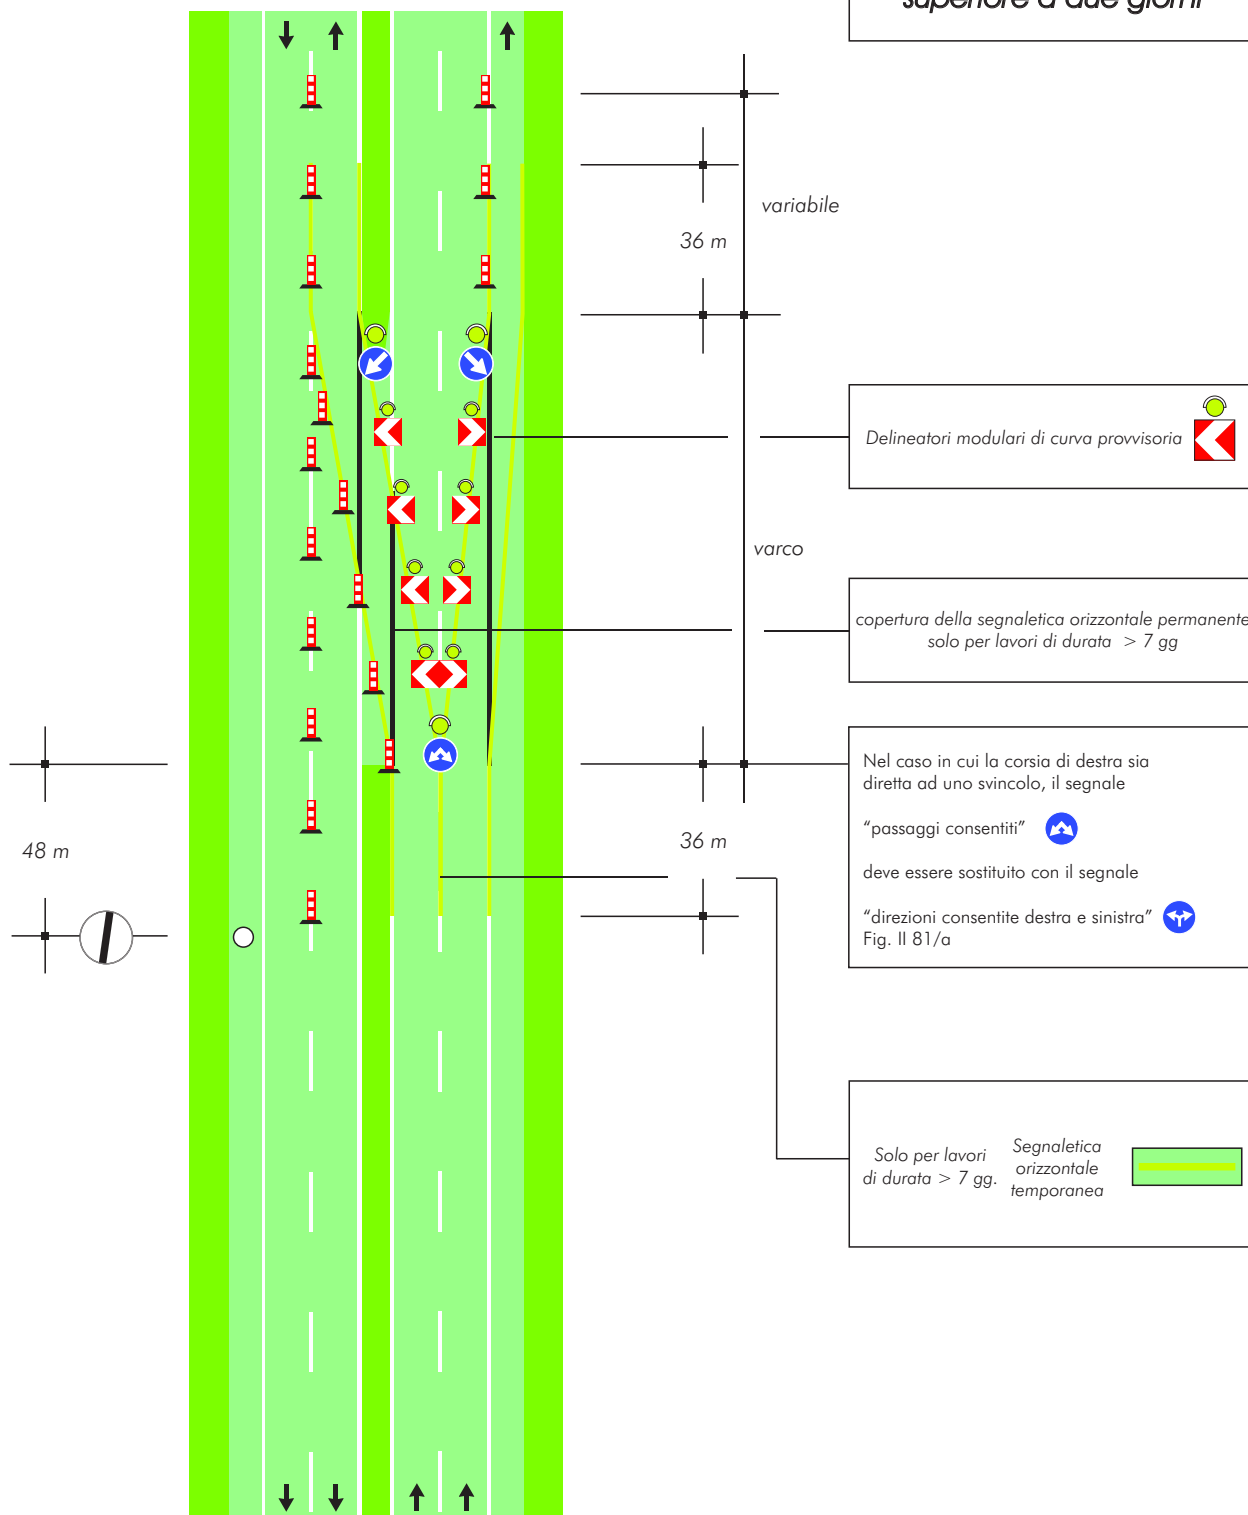 superiore a due giorni
variabile
36 m
Delineatori modulari di curva provvisoria
varco
copertura della segnaletica orizzontale permanente
solo per lavori di durata > 7 gg
Nel caso in cui la corsia di destra sia
diretta ad uno svincolo, il segnale
“passaggi consentiti”
deve essere sostituito con il segnale
“direzioni consentite destra e sinistra”
Fig. II 81/a
48 m
36 m
Solo per lavori
di durata > 7 gg.
Segnaletica
orizzontale
temporanea